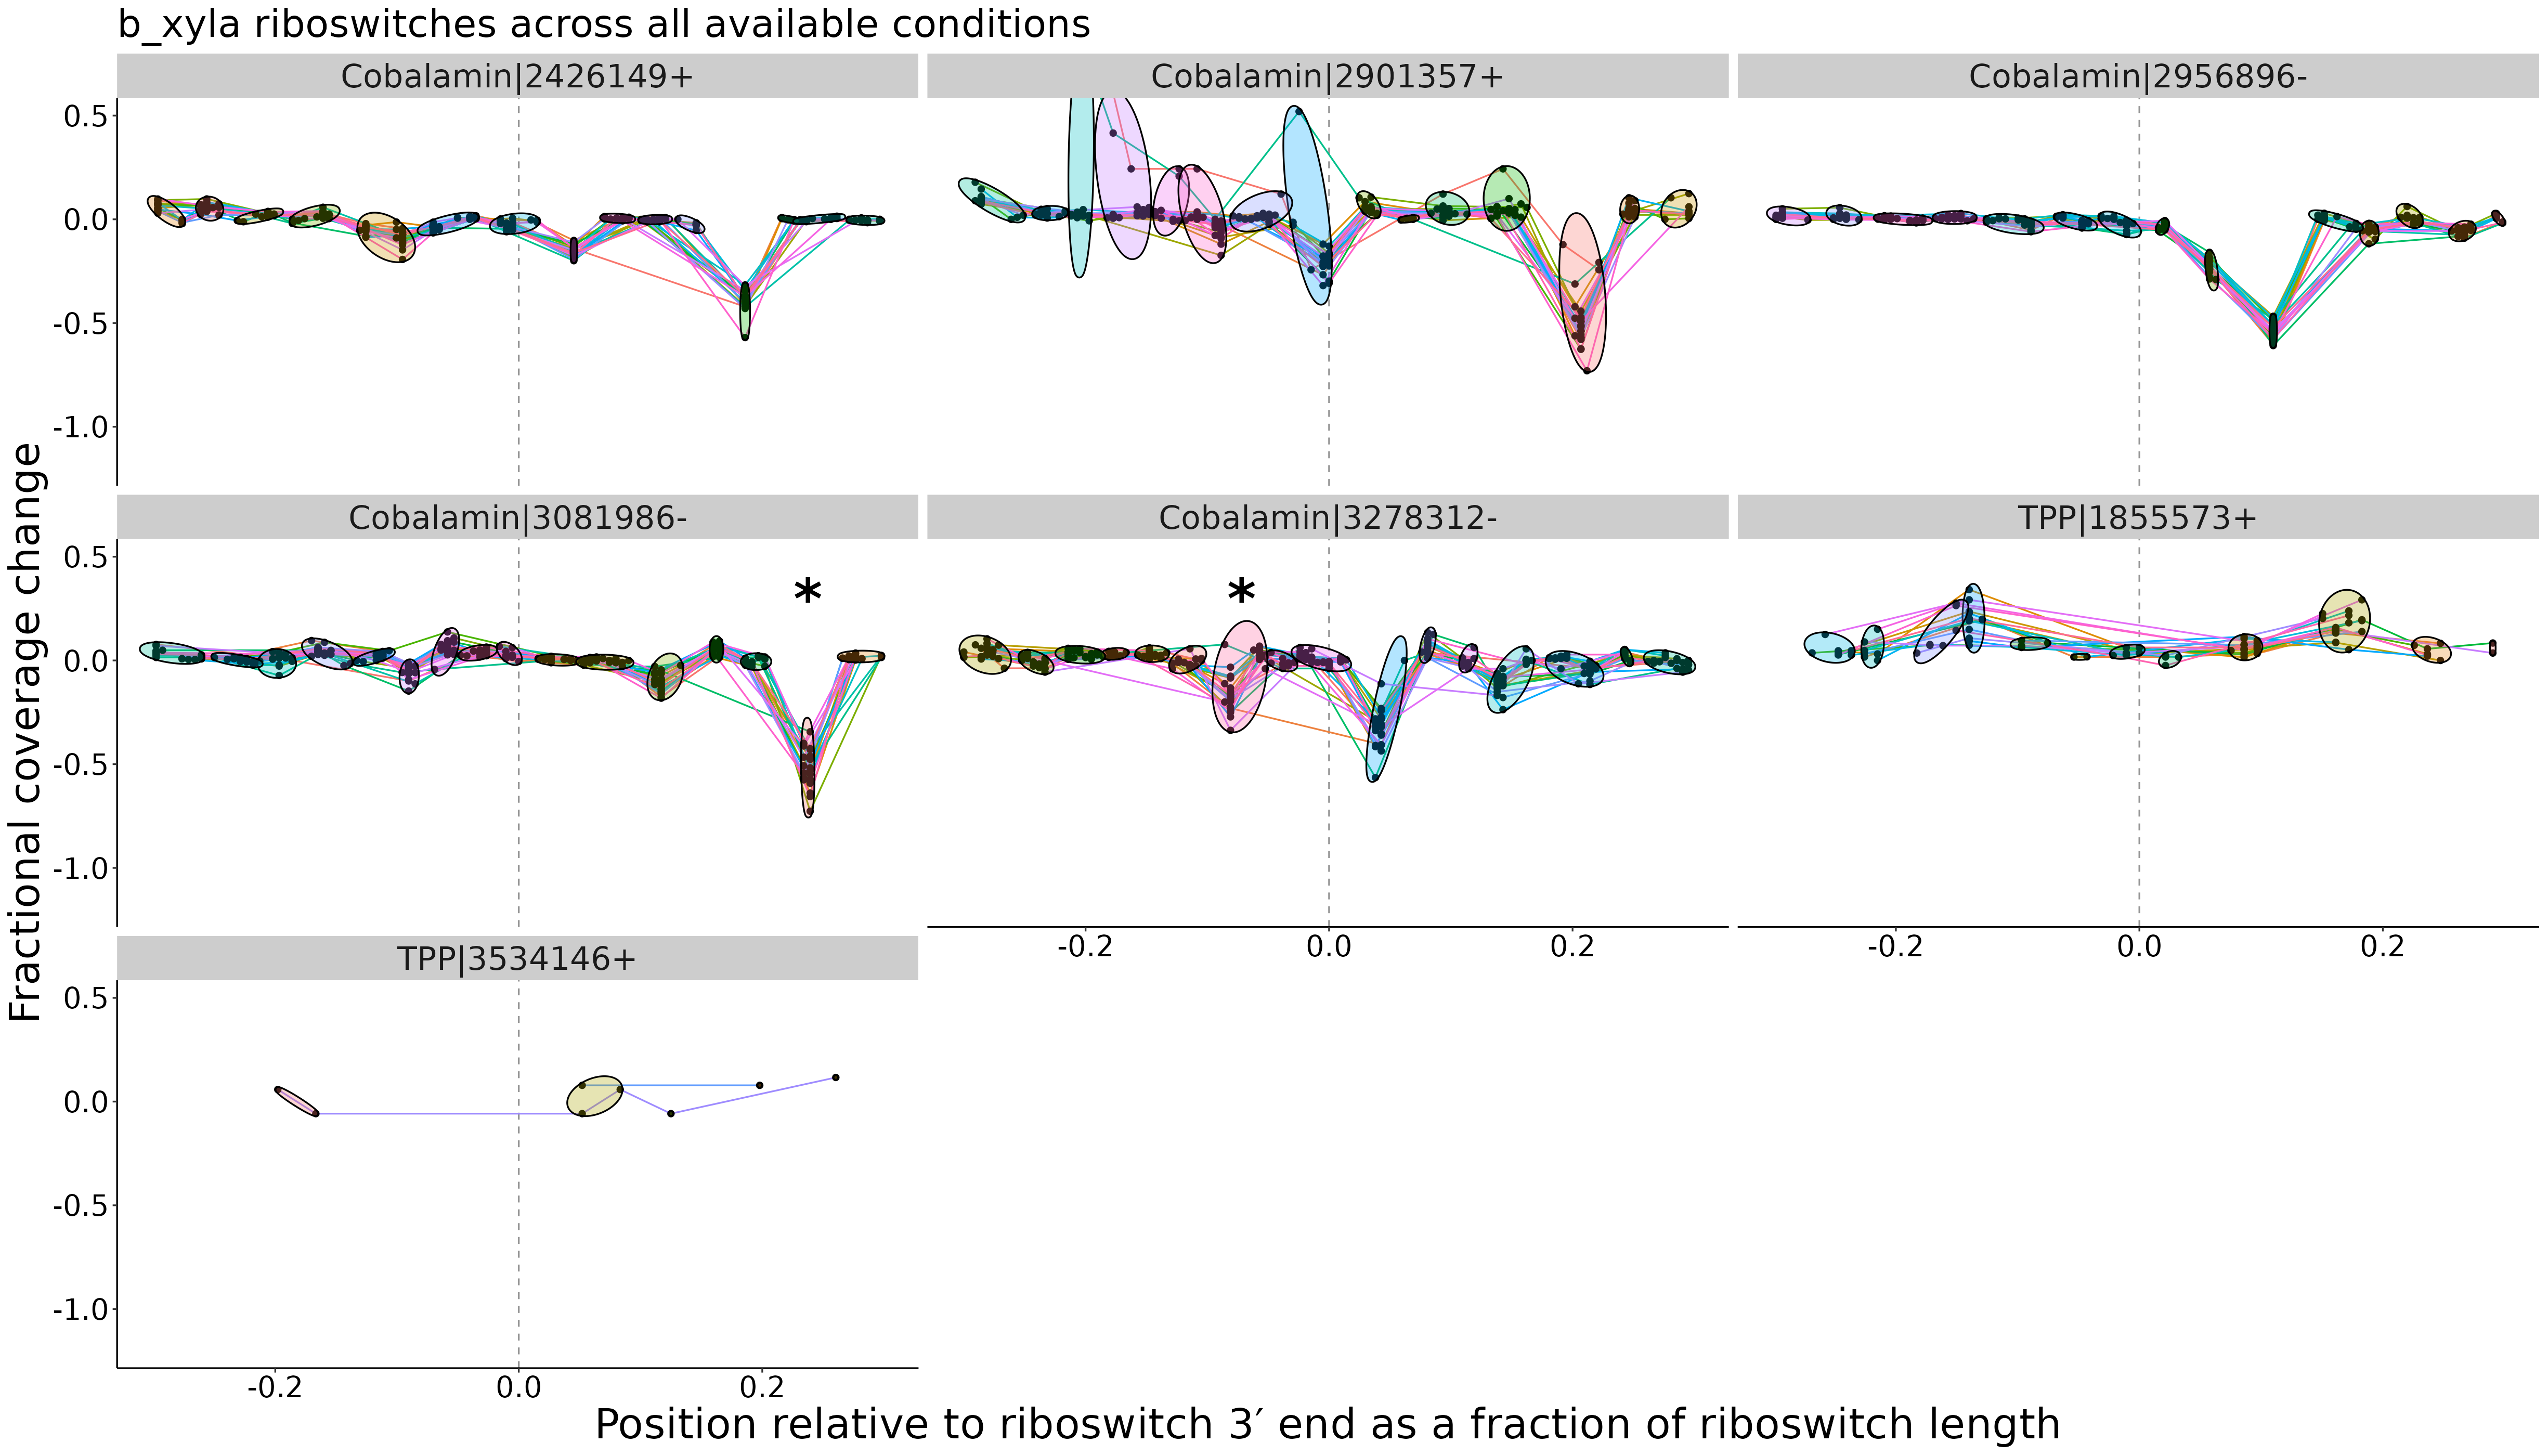 b_xyla riboswitches across all available conditions
Cobalamin|2426149+
Cobalamin|2901357+
Cobalamin|2956896-
0.5
0.0
-0.5
-1.0
Cobalamin|3081986-
Cobalamin|3278312-
TPP|1855573+
0.5
0.0
-0.5
-1.0
*
*
-0.2
0.0
0.2
-0.2
0.0
0.2
TPP|3534146+
0.5
0.0
-0.5
-1.0
-0.2
0.0
0.2
Fractional coverage change
Position relative to riboswitch 3′ end as a fraction of riboswitch length